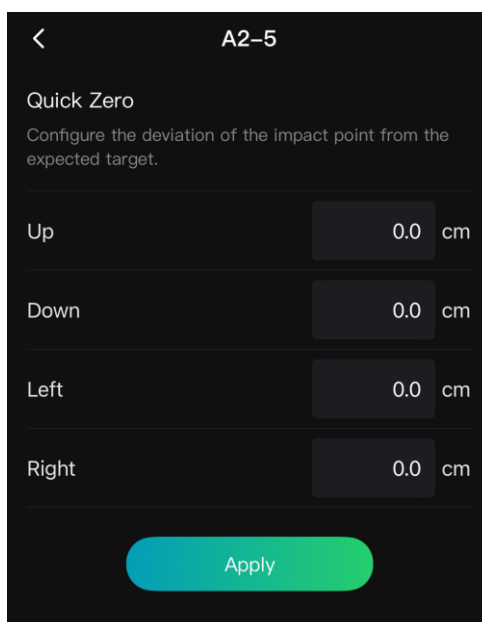 A2-5
Quick Zero
Configure the deviation of the impact point from the
expected target.
Up 0.0 cm
Down 0.0 cm
Left 0.0 cm
Right 0.0 cm
Apply